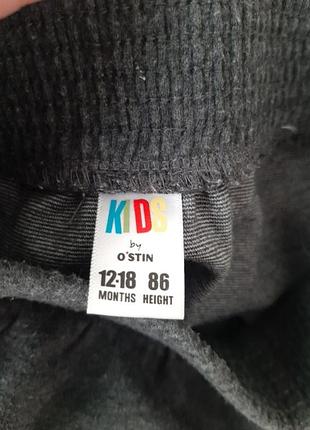 KIDS
by
O'STIN
12-18 86
MONTHS HEIGHT